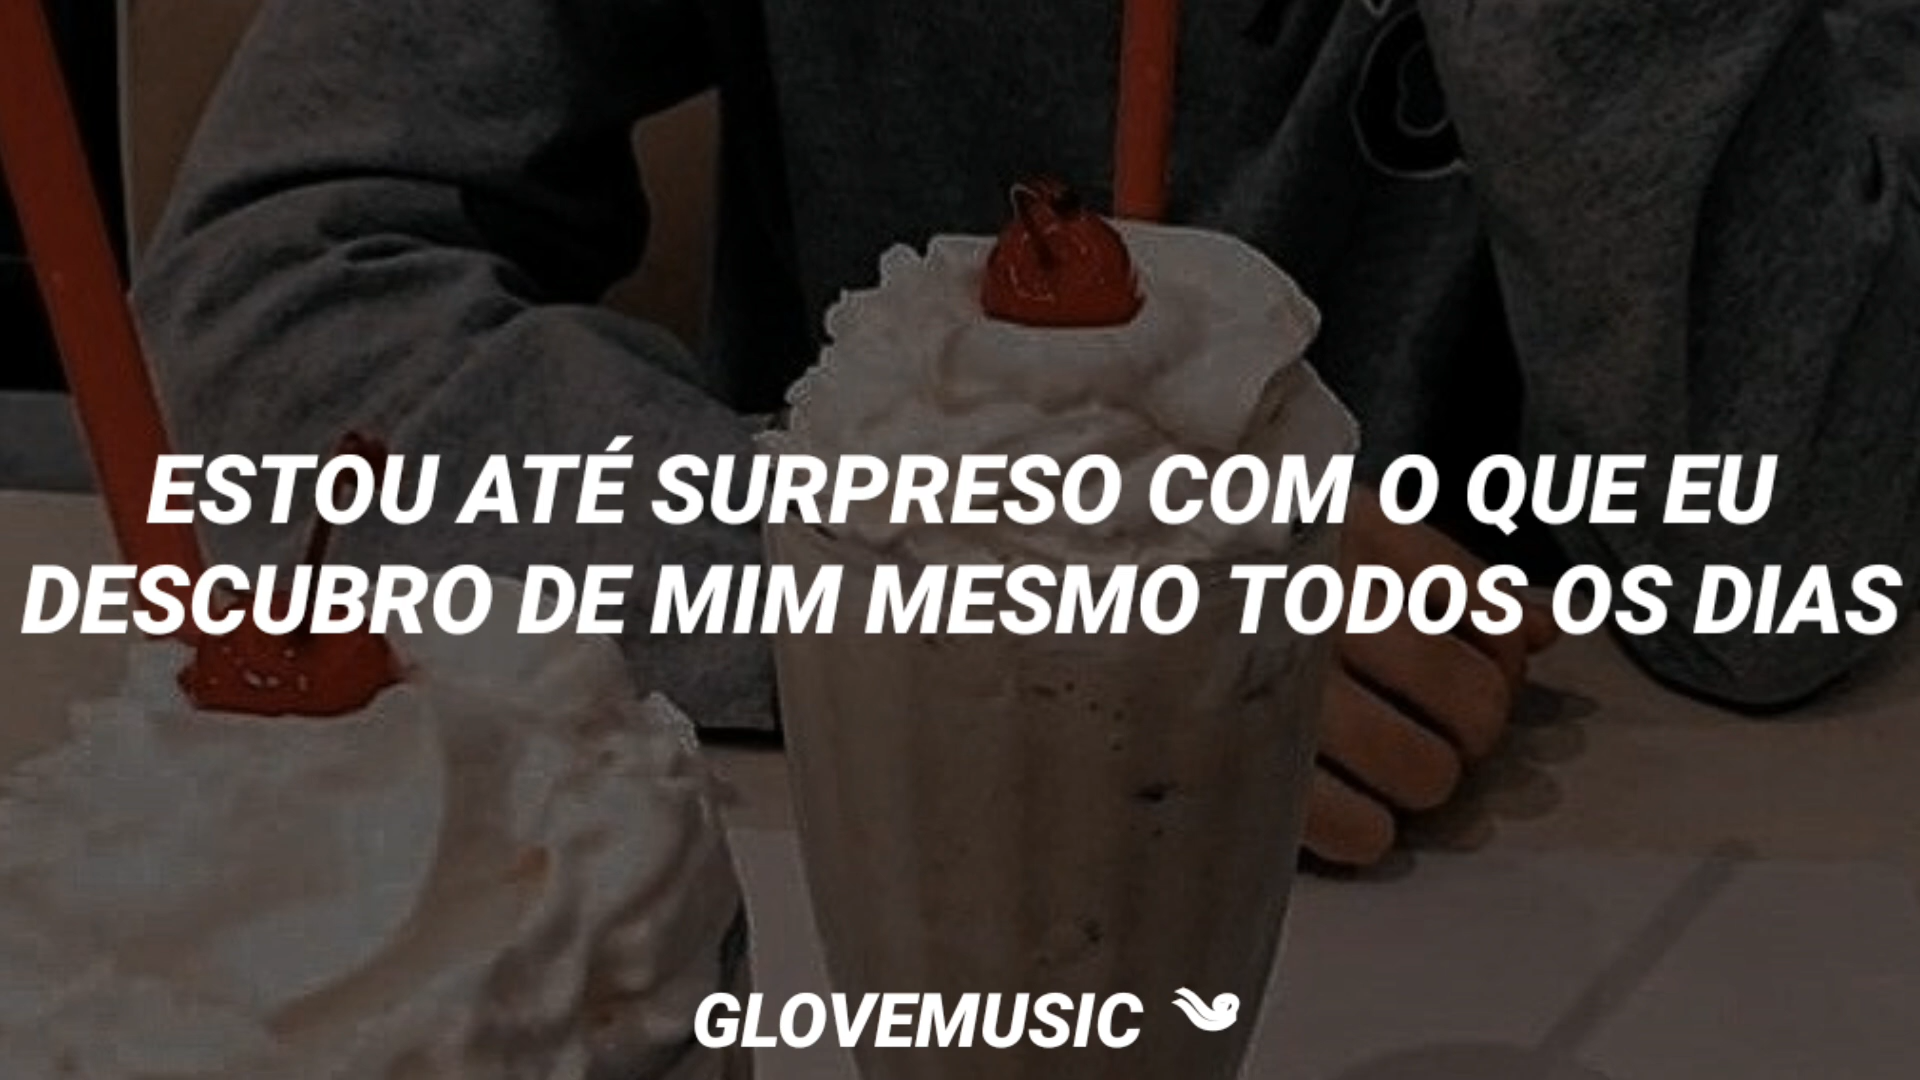 ESTOU ATÉ SURPRESO COM O QUE EU
DESCUBRO DE MIM MESMO TODOS OS DIAS
GLOVEMUSIC